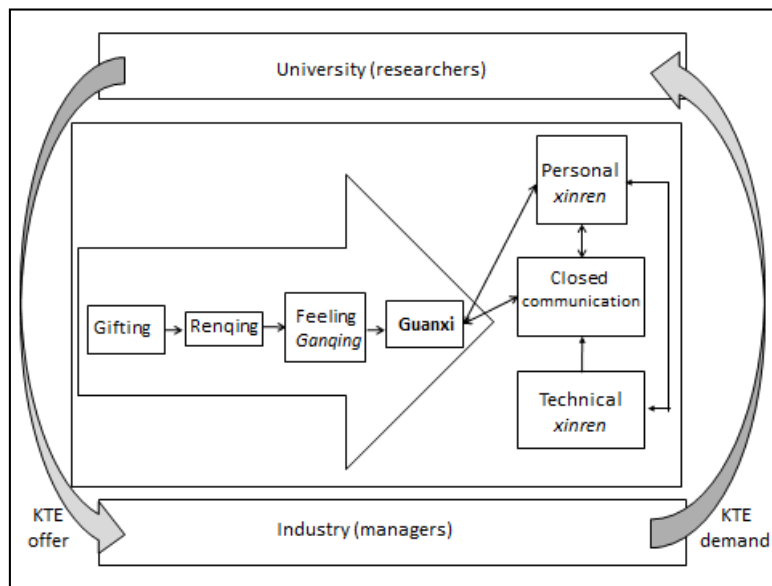 University (researchers)
Personal
xinren
Closed
communication
Gifting
Renqing
Feeling
Ganqing
Guanxi
Technical
xinren
KTE
offer
Industry (managers)
KTE
demand